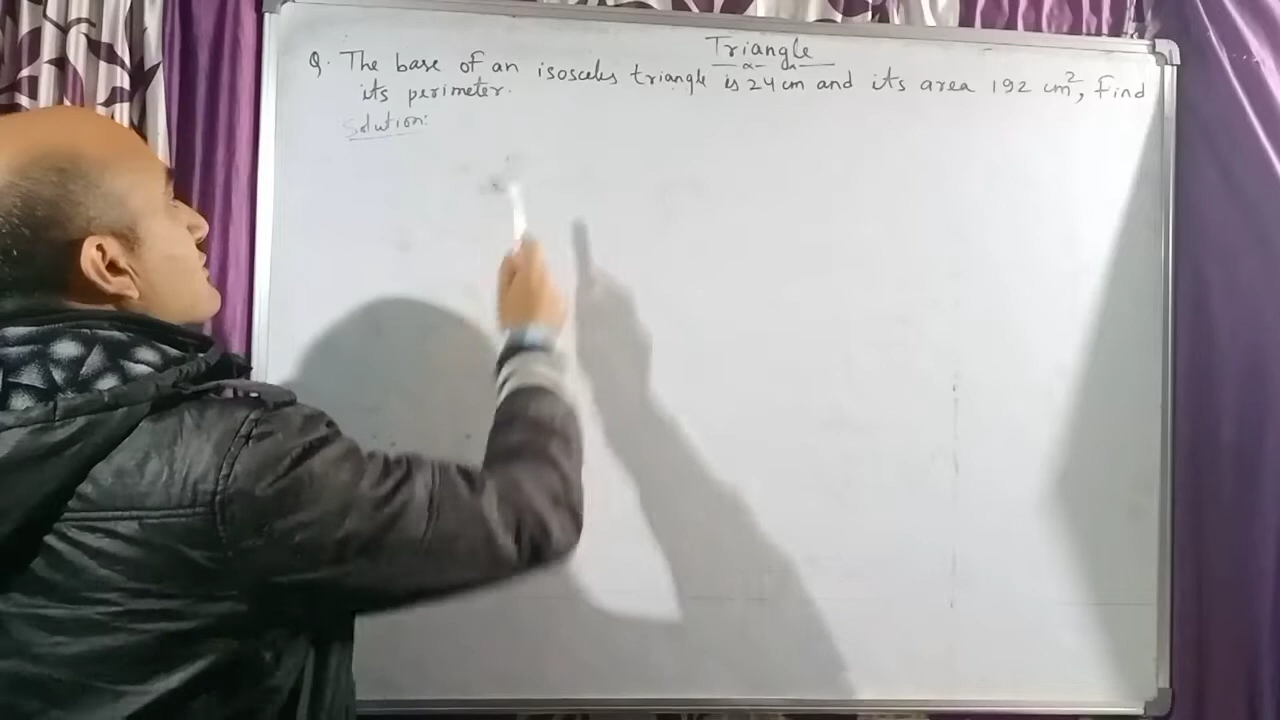 Triangle
Q. The base of an isosceles triangle is 24 cm and its area 192 cm², find
its perimeter.
Solution: